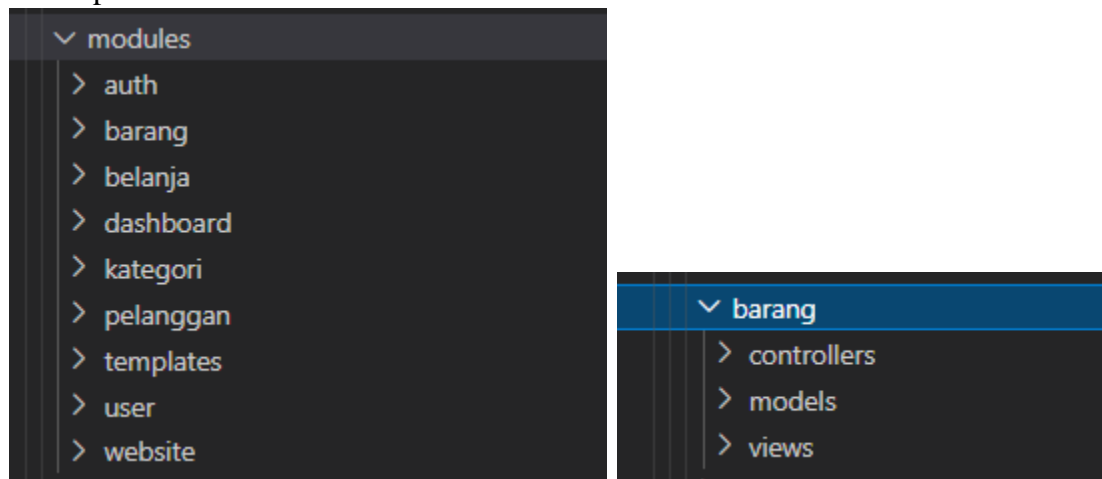 modules
auth
barang
belanja
dashboard
kategori
pelanggan
templates
user
website
barang
controllers
models
views